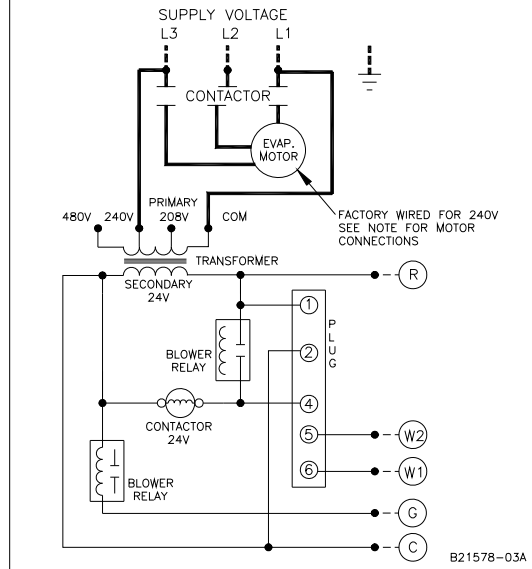 SUPPLY VOLTAGE
L3 L2 L1
CONTACTOR
EVAP.
MOTOR
PRIMARY
480V 240V 208V COM
FACTORY WIRED FOR 240V
SEE NOTE FOR MOTOR
CONNECTIONS
TRANSFORMER
SECONDARY
24V
R
1
PLUG
2
BLOWER
RELAY
4
CONTACTOR
24V
5
W2
6
W1
BLOWER
RELAY
G
C
B21578-03A